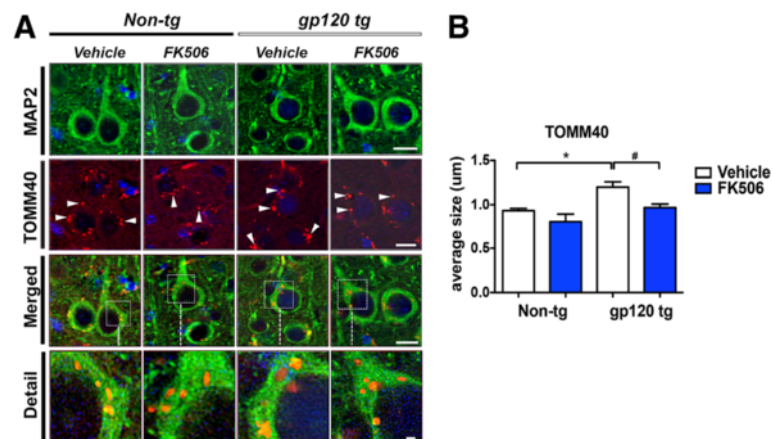 A
Non-tg
gp120 tg
Vehicle
FK506
Vehicle
FK506
MAP2
TOMM40
Merged
Detail
B
TOMM40
average size (um)
1.5
1.0
0.5
0.0
*
#
Vehicle
FK506
Non-tg
gp120 tg